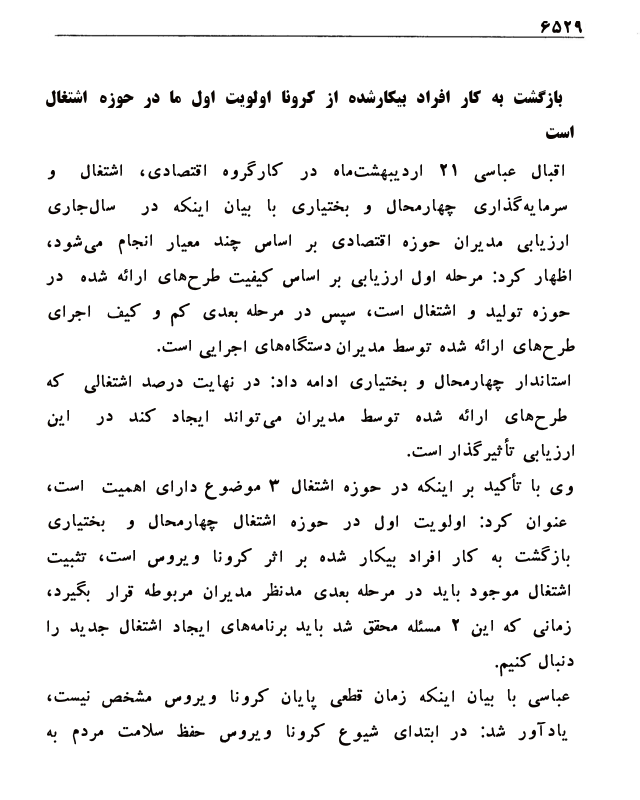 ۶۵۲۹
بازگشت به کار افراد بیکارشده از کرونا اولویت اول ما در حوزه اشتغال
است
اقبال عباسی ۲۱ اردیبهشت‌ماه در کارگروه اقتصادی، اشتغال و
سرمایه‌گذاری چهارمحال و بختیاری با بیان اینکه در سال‌جاری
ارزیابی مدیران حوزه اقتصادی بر اساس چند معیار انجام می‌شود،
اظهار کرد: مرحله اول ارزیابی بر اساس کیفیت طرح‌های ارائه شده در
حوزه تولید و اشتغال است، سپس در مرحله بعدی کم و کیف اجرای
طرح‌های ارائه شده توسط مدیران دستگاه‌های اجرایی است.
استاندار چهارمحال و بختیاری ادامه داد: در نهایت درصد اشتغالی که
طرح‌های ارائه شده توسط مدیران می‌تواند ایجاد کند در این
ارزیابی تأثیرگذار است.
وی با تأکید بر اینکه در حوزه اشتغال ۳ موضوع دارای اهمیت است،
عنوان کرد: اولویت اول در حوزه اشتغال چهارمحال و بختیاری
بازگشت به کار افراد بیکار شده بر اثر کرونا ویروس است، تثبیت
اشتغال موجود باید در مرحله بعدی مدنظر مدیران مربوطه قرار بگیرد،
زمانی که این ۲ مسئله محقق شد باید برنامه‌های ایجاد اشتغال جدید را
دنبال کنیم.
عباسی با بیان اینکه زمان قطعی پایان کرونا ویروس مشخص نیست،
یادآور شد: در ابتدای شیوع کرونا ویروس حفظ سلامت مردم به